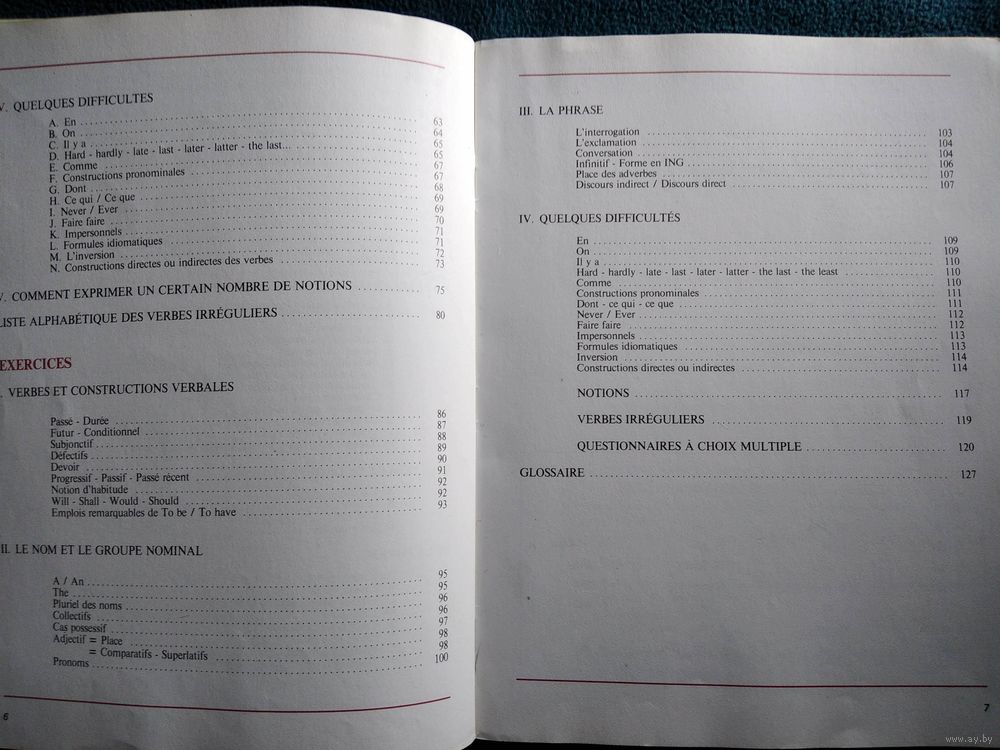 V. QUELQUES DIFFICULTES
A. En 63
B. On 64
C. Il y a 65
D. Hard - hardly - late - last - later - latter - the last... 65
E. Comme 67
F. Constructions pronominales 67
G. Dont 68
H. Ce qui / Ce que 69
I. Never / Ever 69
J. Faire faire 70
K. Impersonnels 71
L. Formules idiomatiques 71
M. L'inversion 72
N. Constructions directes ou indirectes des verbes 73
V. COMMENT EXPRIMER UN CERTAIN NOMBRE DE NOTIONS 75
LISTE ALPHABÉTIQUE DES VERBES IRRÉGULIERS 80
EXERCICES
. VERBES ET CONSTRUCTIONS VERBALES
Passé - Durée 86
Futur - Conditionnel 87
Subjonctif 88
Défectifs 89
Devoir 90
Progressif - Passif - Passé récent 91
Notion d'habitude 92
Will - Shall - Would - Should 92
Emplois remarquables de To be / To have 93
II. LE NOM ET LE GROUPE NOMINAL
A / An 95
The 95
Pluriel des noms 96
Collectifs 96
Cas possessif 97
Adjectif = Place 98
= Comparatifs - Superlatifs 98
Pronoms 100
6
III. LA PHRASE
L'interrogation 103
L'exclamation 104
Conversation 104
Infinitif - Forme en ING 106
Place des adverbes 107
Discours indirect / Discours direct 107
IV. QUELQUES DIFFICULTÉS
En 109
On 109
Il y a 110
Hard - hardly - late - last - later - latter - the last - the least 110
Comme 110
Constructions pronominales 111
Dont - ce qui - ce que 111
Never / Ever 112
Faire faire 112
Impersonnels 113
Formules idiomatiques 113
Inversion 114
Constructions directes ou indirectes 114
NOTIONS 117
VERBES IRRÉGULIERS 119
QUESTIONNAIRES À CHOIX MULTIPLE 120
GLOSSAIRE 127
7
www.ay.by